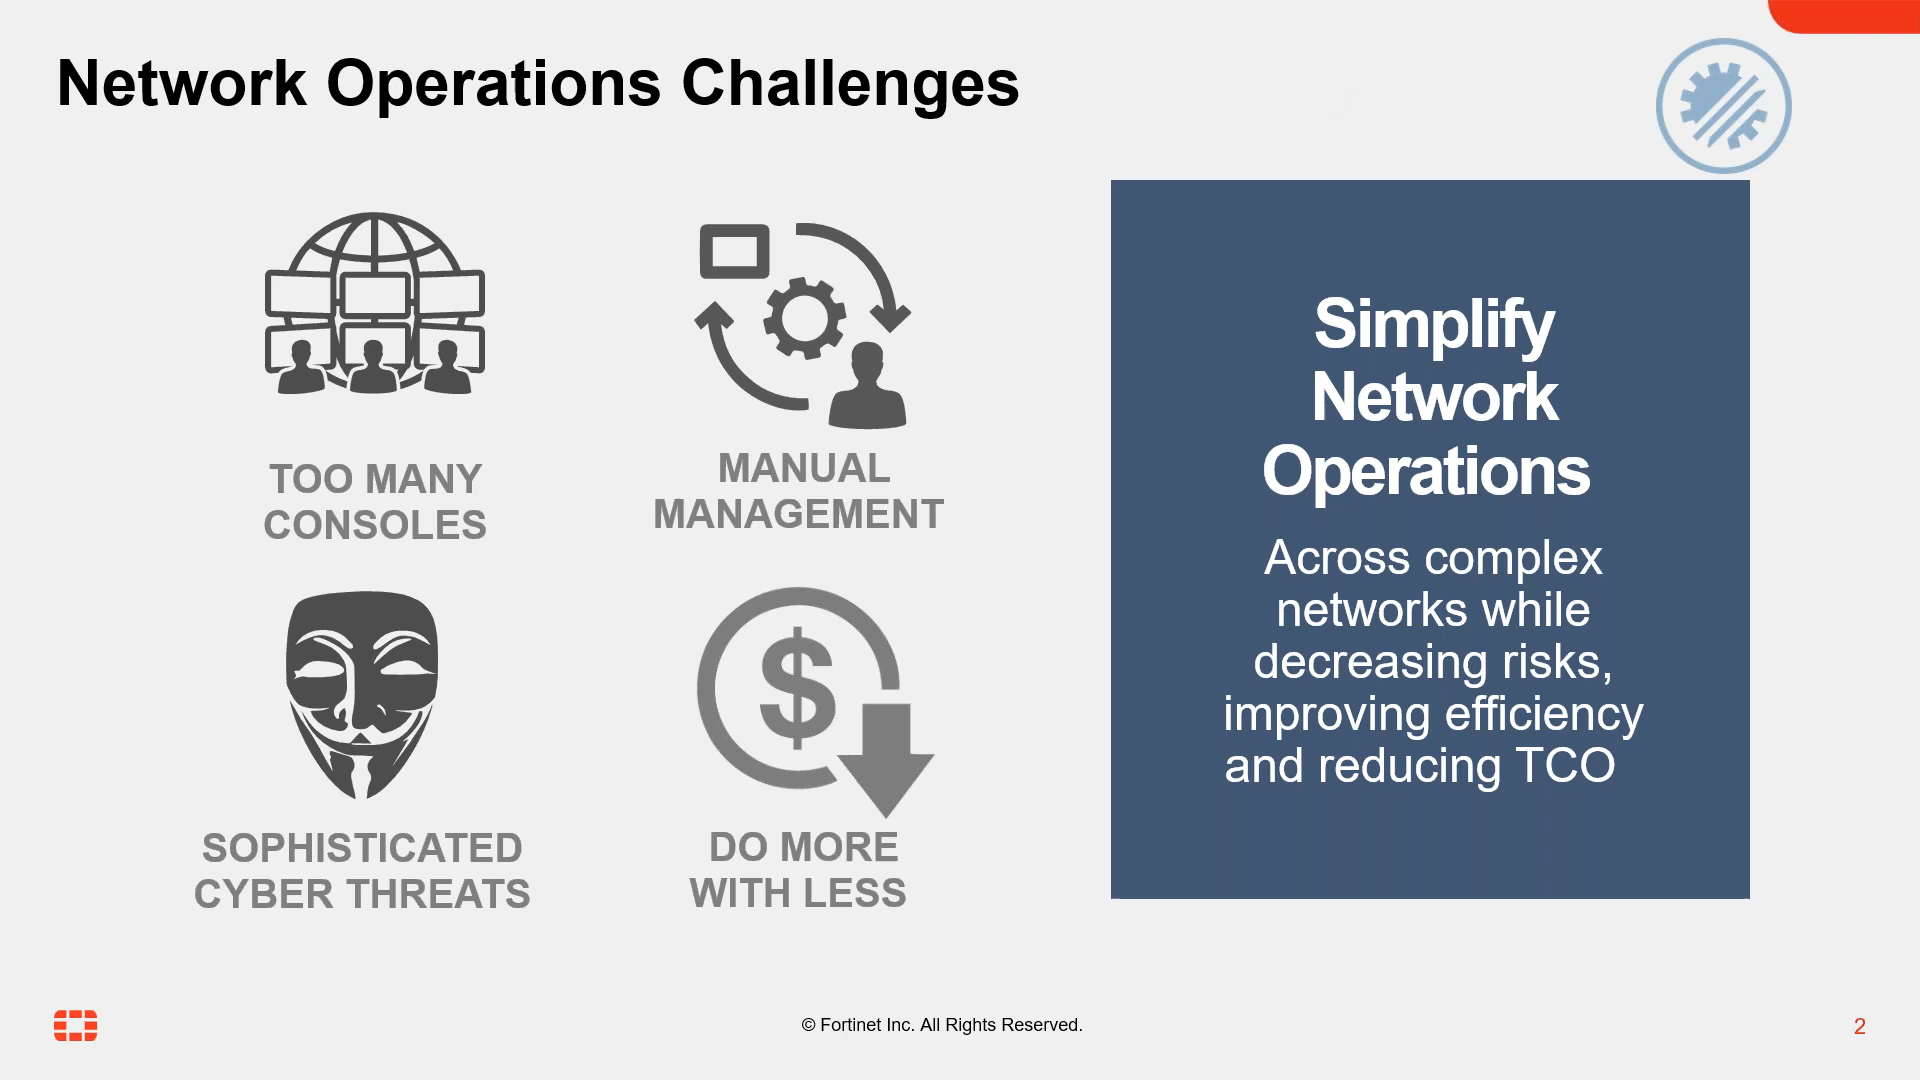 Network Operations Challenges
TOO MANY
CONSOLES
MANUAL
MANAGEMENT
SOPHISTICATED
CYBER THREATS
$
DO MORE
WITH LESS
Simplify
Network
Operations
Across complex
networks while
decreasing risks,
improving efficiency
and reducing TCO
© Fortinet Inc. All Rights Reserved.
2